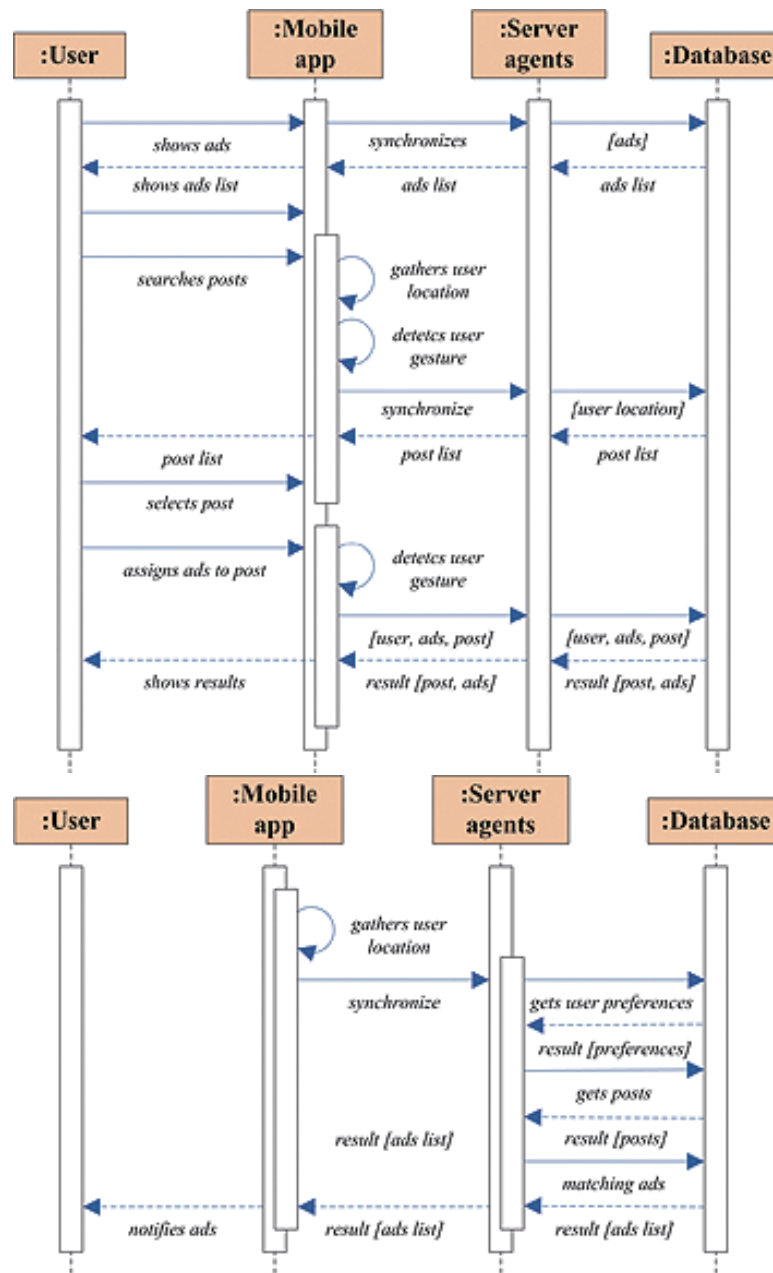 :User
:Mobile
app
:Server
agents
:Database
shows ads
synchronizes
[ads]
shows ads list
ads list
ads list
searches posts
gathers user
location
detetcs user
gesture
synchronize
[user location]
post list
post list
post list
selects post
assigns ads to post
detetcs user
gesture
[user, ads, post]
[user, ads, post]
shows results
result [post, ads]
result [post, ads]
:User
:Mobile
app
:Server
agents
:Database
gathers user
location
synchronize
gets user preferences
result [preferences]
gets posts
result [ads list]
result [posts]
matching ads
notifies ads
result [ads list]
result [ads list]